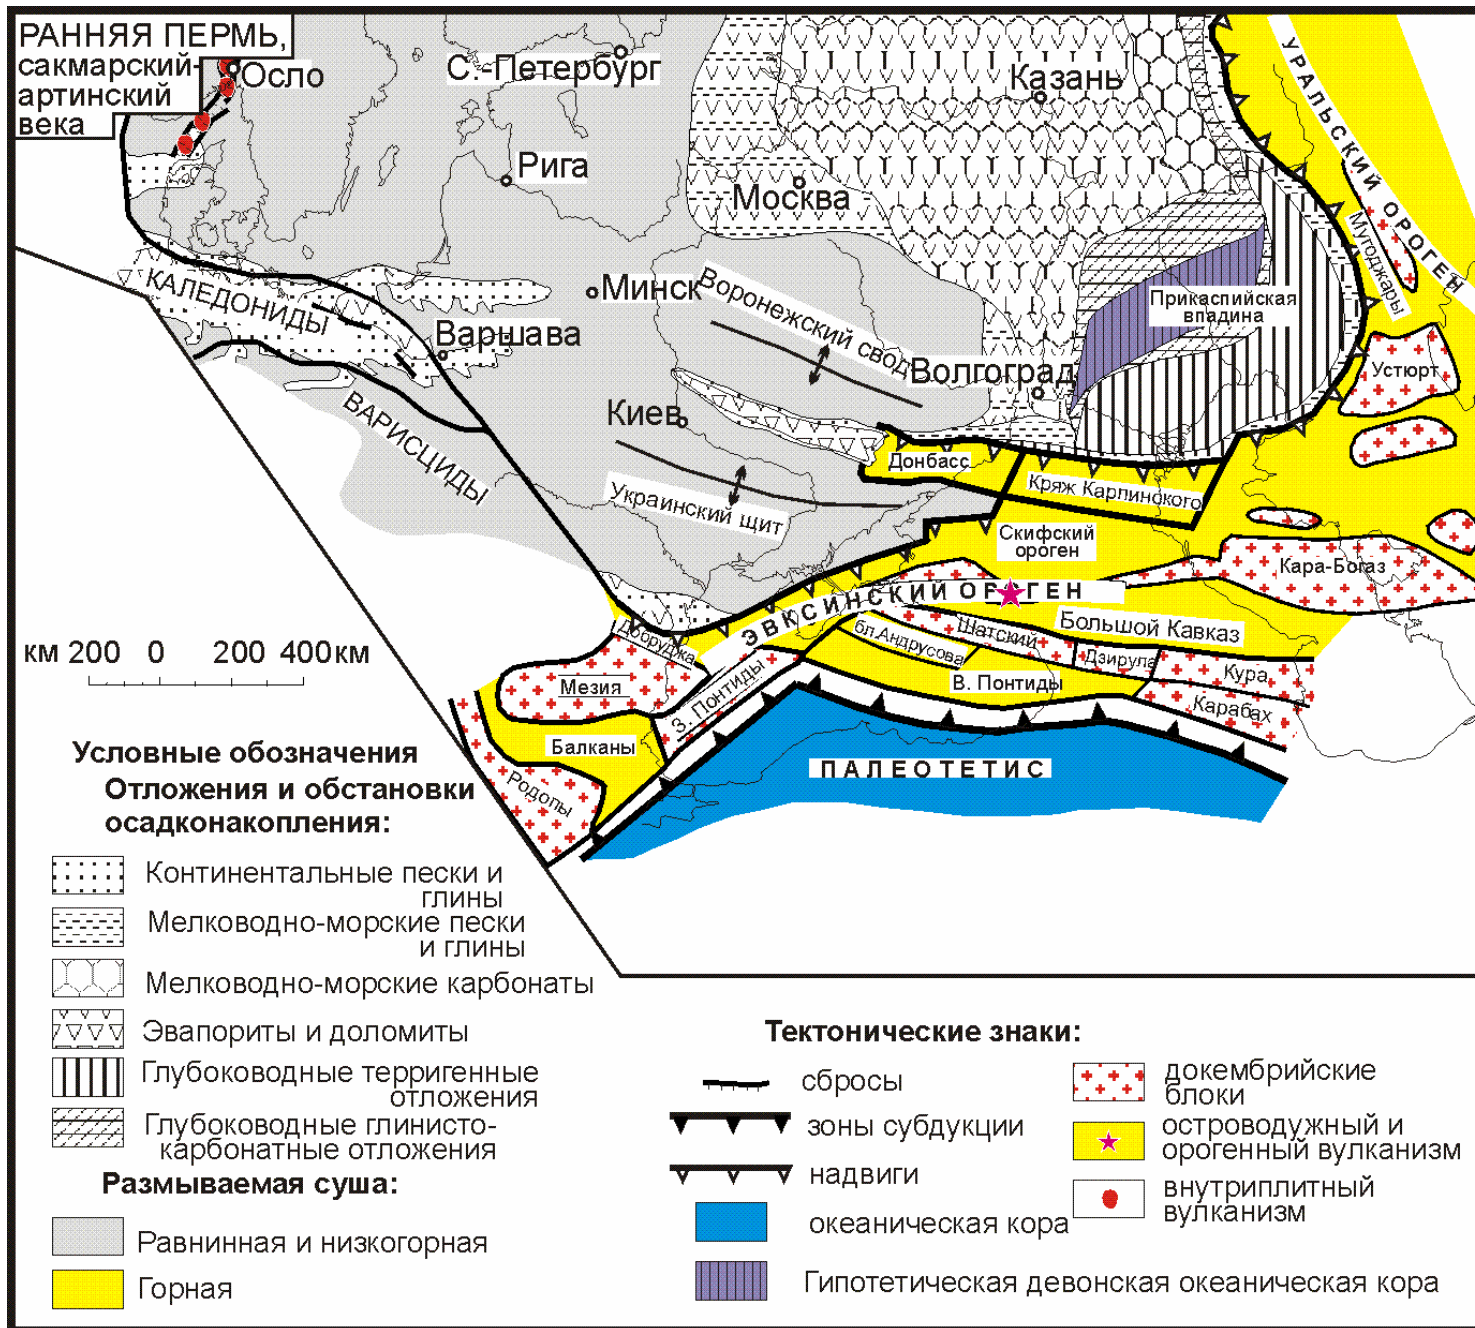 РАННЯЯ ПЕРМЬ,
сакмарский-
артинский
века
Осло
С.-Петербург
Казань
Рига
Москва
УРАЛЬСКИЙ ОРОГЕН
Мугоджары
КАЛЕДОНИДЫ
Минск
Варшава
Воронежский свод
Прикаспийская
впадина
Волгоград
Устюрт
ВАРИСЦИДЫ
Киев
Донбасс
Кряж Карпинского
Украинский щит
Скифский
ороген
Кара-Богаз
ЭВКСИНСКИЙ ОРОГЕН
Большой Кавказ
Добруджа
Шатский
бл.Андрусова
Дзирула
Кура
Мезия
З. Понтиды
В. Понтиды
Карабах
Балканы
Родопы
ПАЛЕОТЕТИС
км 200 0 200 400 км
Условные обозначения
Отложения и обстановки
осадконакопления:
Континентальные пески и
глины
Мелководно-морские пески
и глины
Мелководно-морские карбонаты
Эвапориты и доломиты
Глубоководные терригенные
отложения
Глубоководные глинисто-
карбонатные отложения
Размываемая суша:
Равнинная и низкогорная
Горная
Тектонические знаки:
сбросы
зоны субдукции
надвиги
океаническая кора
Гипотетическая девонская океаническая кора
докембрийские
блоки
островодужный и
орогенный вулканизм
внутриплитный
вулканизм